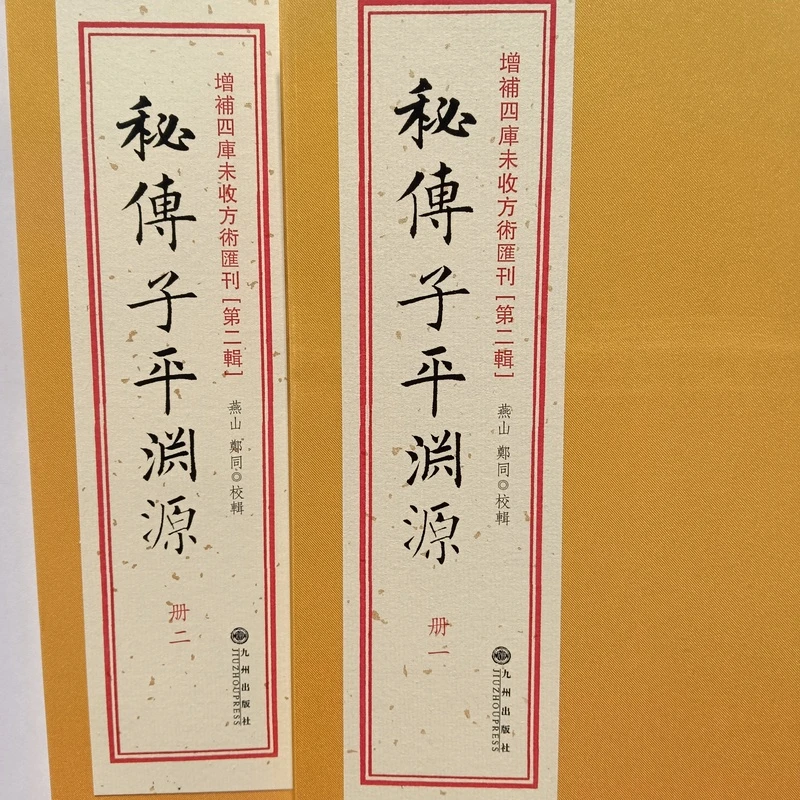 增補四庫未收方術匯刊[第二輯]
秘傳子平淵源
燕山 鄭同◎校輯
册二
九州出版社
JIUZHOUPRESS
增補四庫未收方術匯刊[第二輯]
秘傳子平淵源
燕山 鄭同◎校輯
册一
九州出版社
JIUZHOUPRESS